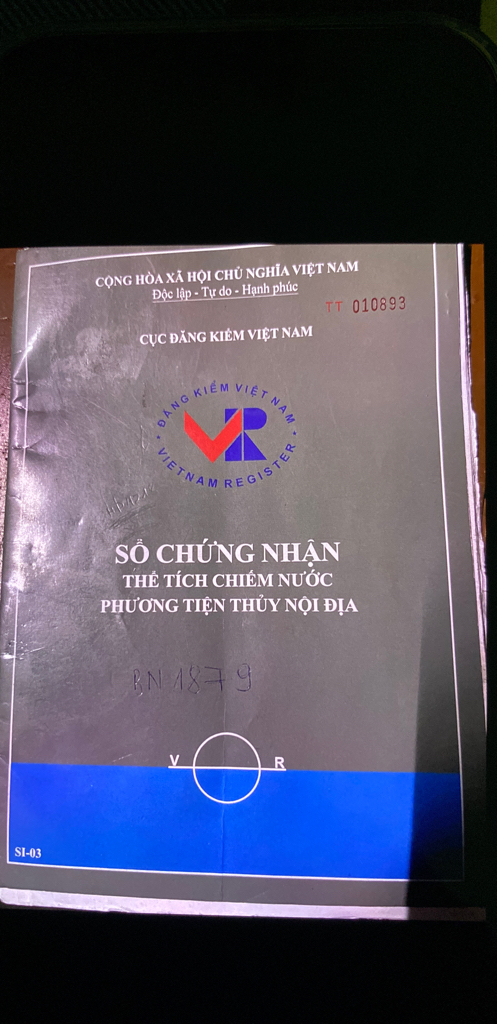 CỘNG HÒA XÃ HỘI CHỦ NGHĨA VIỆT NAM
Độc lập - Tự do - Hạnh phúc
TT 010893
CỤC ĐĂNG KIỂM VIỆT NAM
ĐĂNG KIỂM VIỆT NAM
VR
VIETNAM REGISTER
SỔ CHỨNG NHẬN
THỂ TÍCH CHIẾM NƯỚC
PHƯƠNG TIỆN THỦY NỘI ĐỊA
BN 1879
V R
SI-03